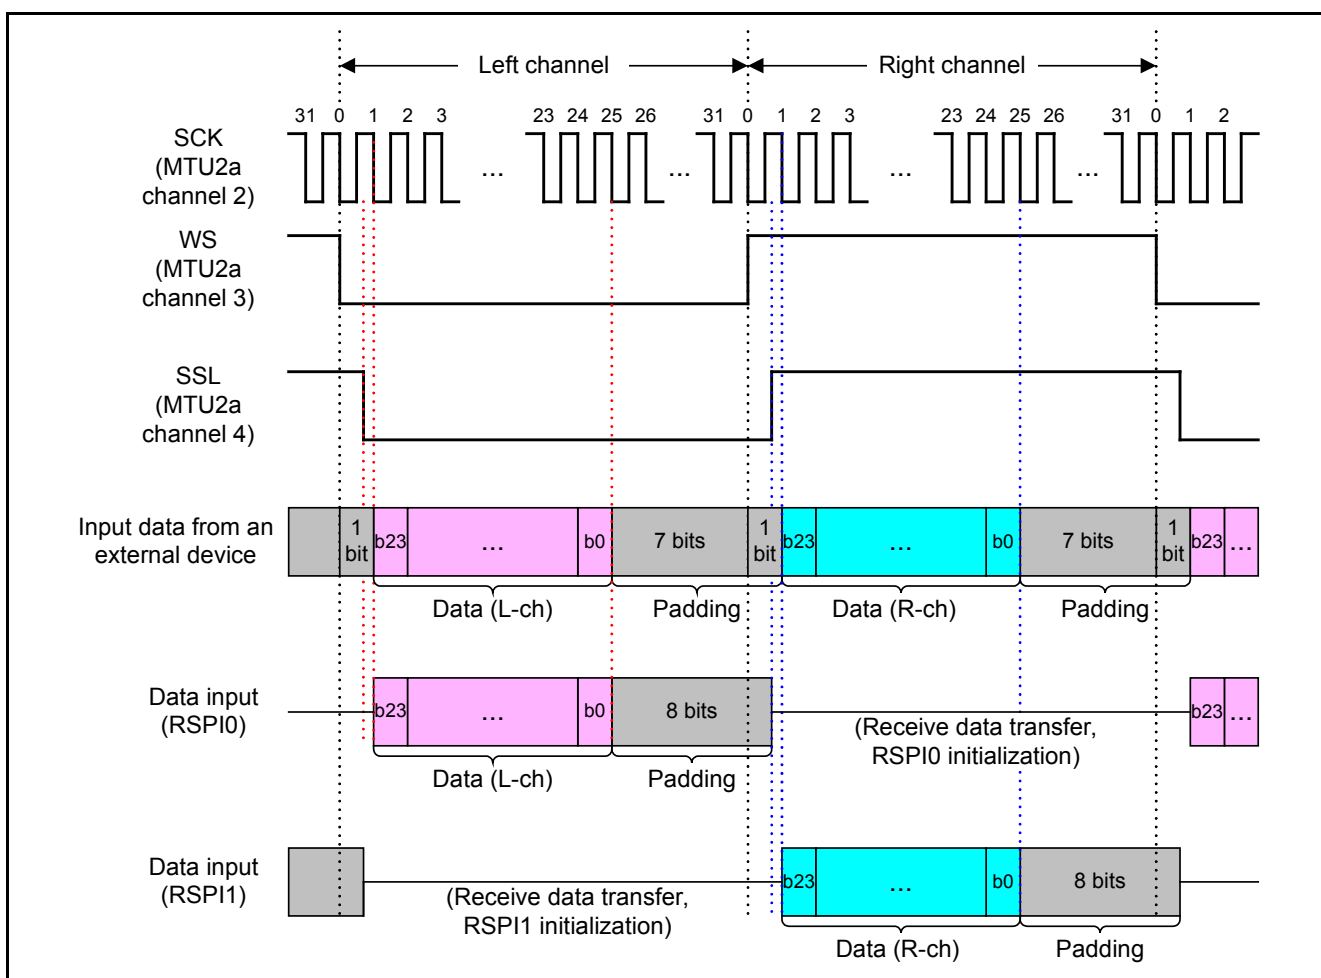 Left channel
Right channel
31 0 1 2 3 23 24 25 26 31 0 1 2 3 23 24 25 26 31 0 1 2
SCK
(MTU2a
channel 2)
... ... ... ...
WS
(MTU2a
channel 3)
SSL
(MTU2a
channel 4)
Input data from an
external device
1
bit
b23
...
b0
7 bits
1
bit
b23
...
b0
7 bits
1
bit
b23
...
Data (L-ch)
Padding
Data (R-ch)
Padding
Data input
(RSPI0)
b23
...
b0
8 bits
(Receive data transfer,
RSPI0 initialization)
b23
...
Data (L-ch)
Padding
Data input
(RSPI1)
(Receive data transfer,
RSPI1 initialization)
b23
...
b0
8 bits
Data (R-ch)
Padding